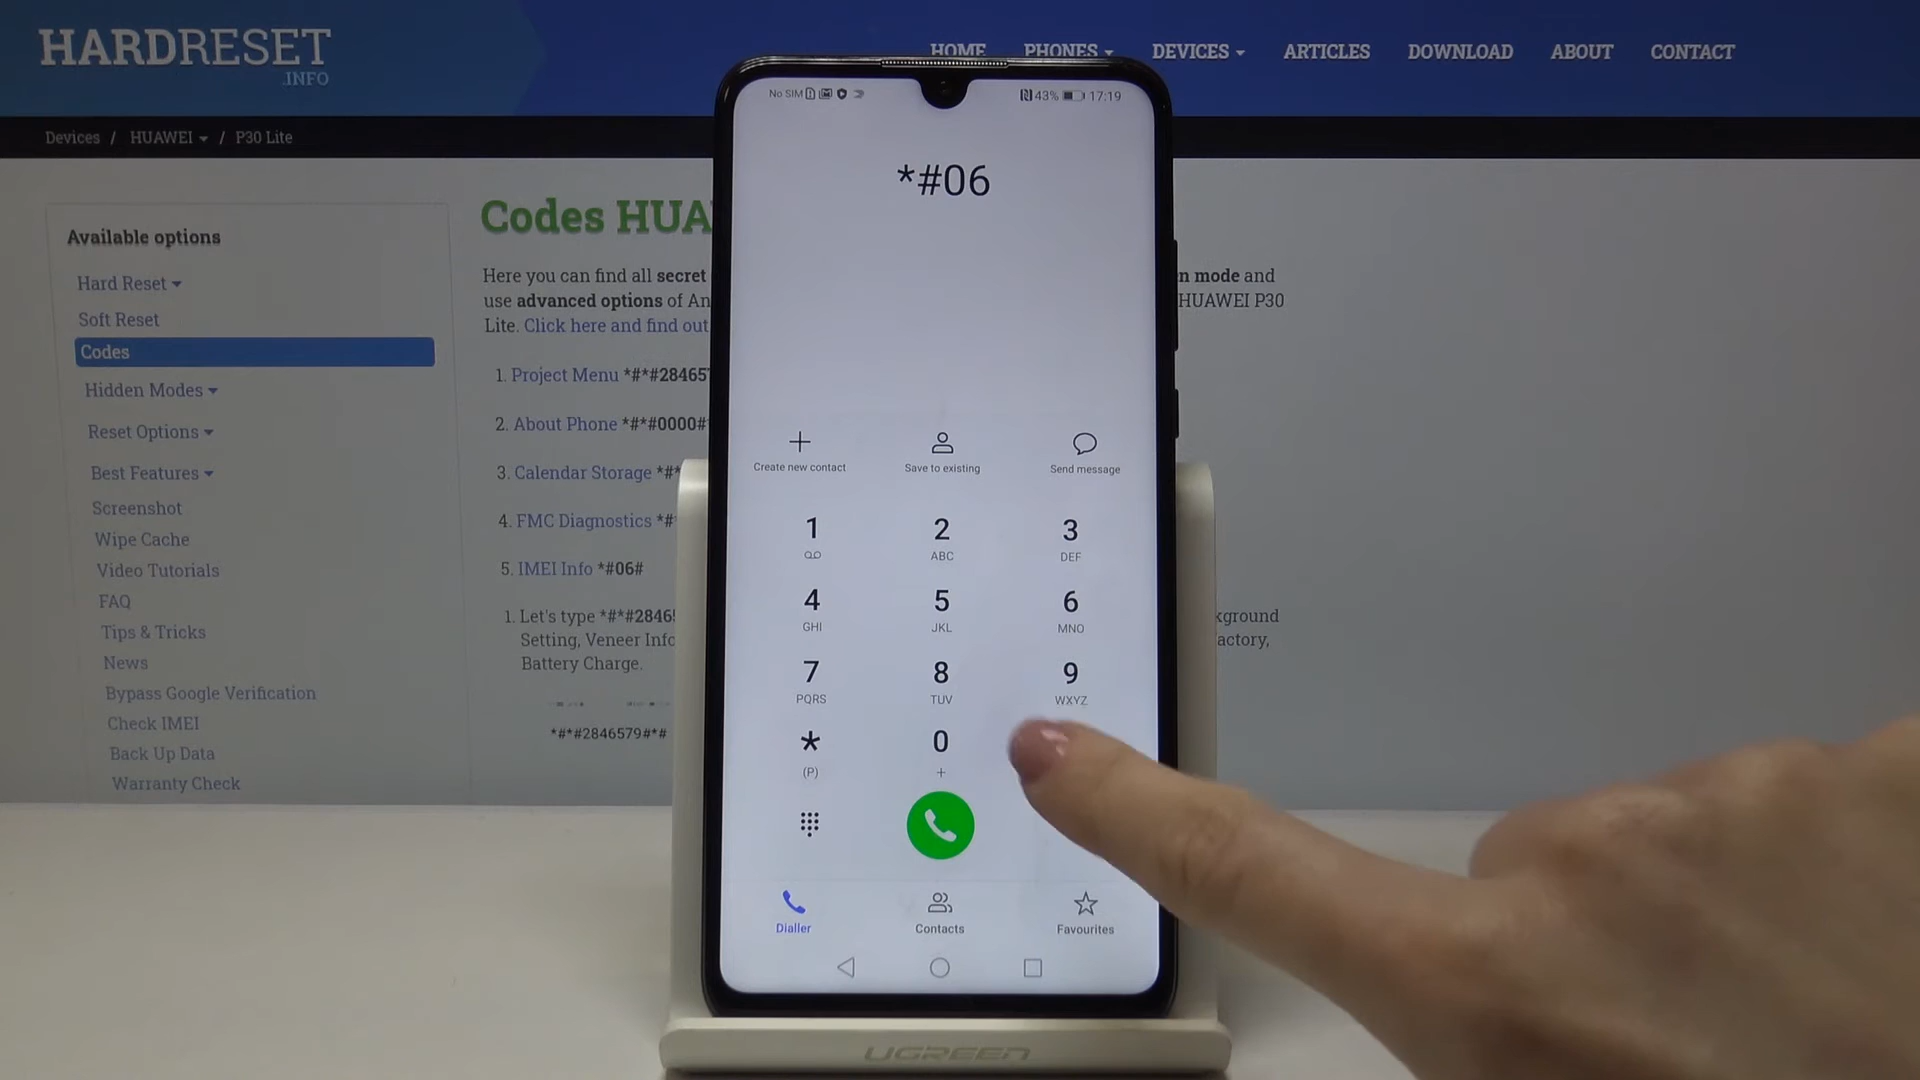 HARDRESET
.INFO
HOME PHONES DEVICES ARTICLES DOWNLOAD ABOUT CONTACT
Devices / HUAWEI / P30 Lite
Available options
Hard Reset
Soft Reset
Codes
Hidden Modes
Reset Options
Best Features
Screenshot
Wipe Cache
Video Tutorials
FAQ
Tips & Tricks
News
Bypass Google Verification
Check IMEI
Back Up Data
Warranty Check
Codes HUA
Here you can find all secret
n mode and
use advanced options of An
HUAWEI P30
Lite. Click here and find out
1. Project Menu *#*#28465
2. About Phone *#*#0000#
3. Calendar Storage *#*
4. FMC Diagnostics *#
5. IMEI Info *#06#
1. Let's type *#*#2846
kground
Setting, Veneer Info
actory,
Battery Charge.
*#*#2846579#*#
No SIM 43% 17:19
*#06
Create new contact Save to existing Send message
1 2 3
ABC DEF
4 5 6
GHI JKL MNO
7 8 9
PQRS TUV WXYZ
* 0
(P) +
Dialler Contacts Favourites
UGREEN